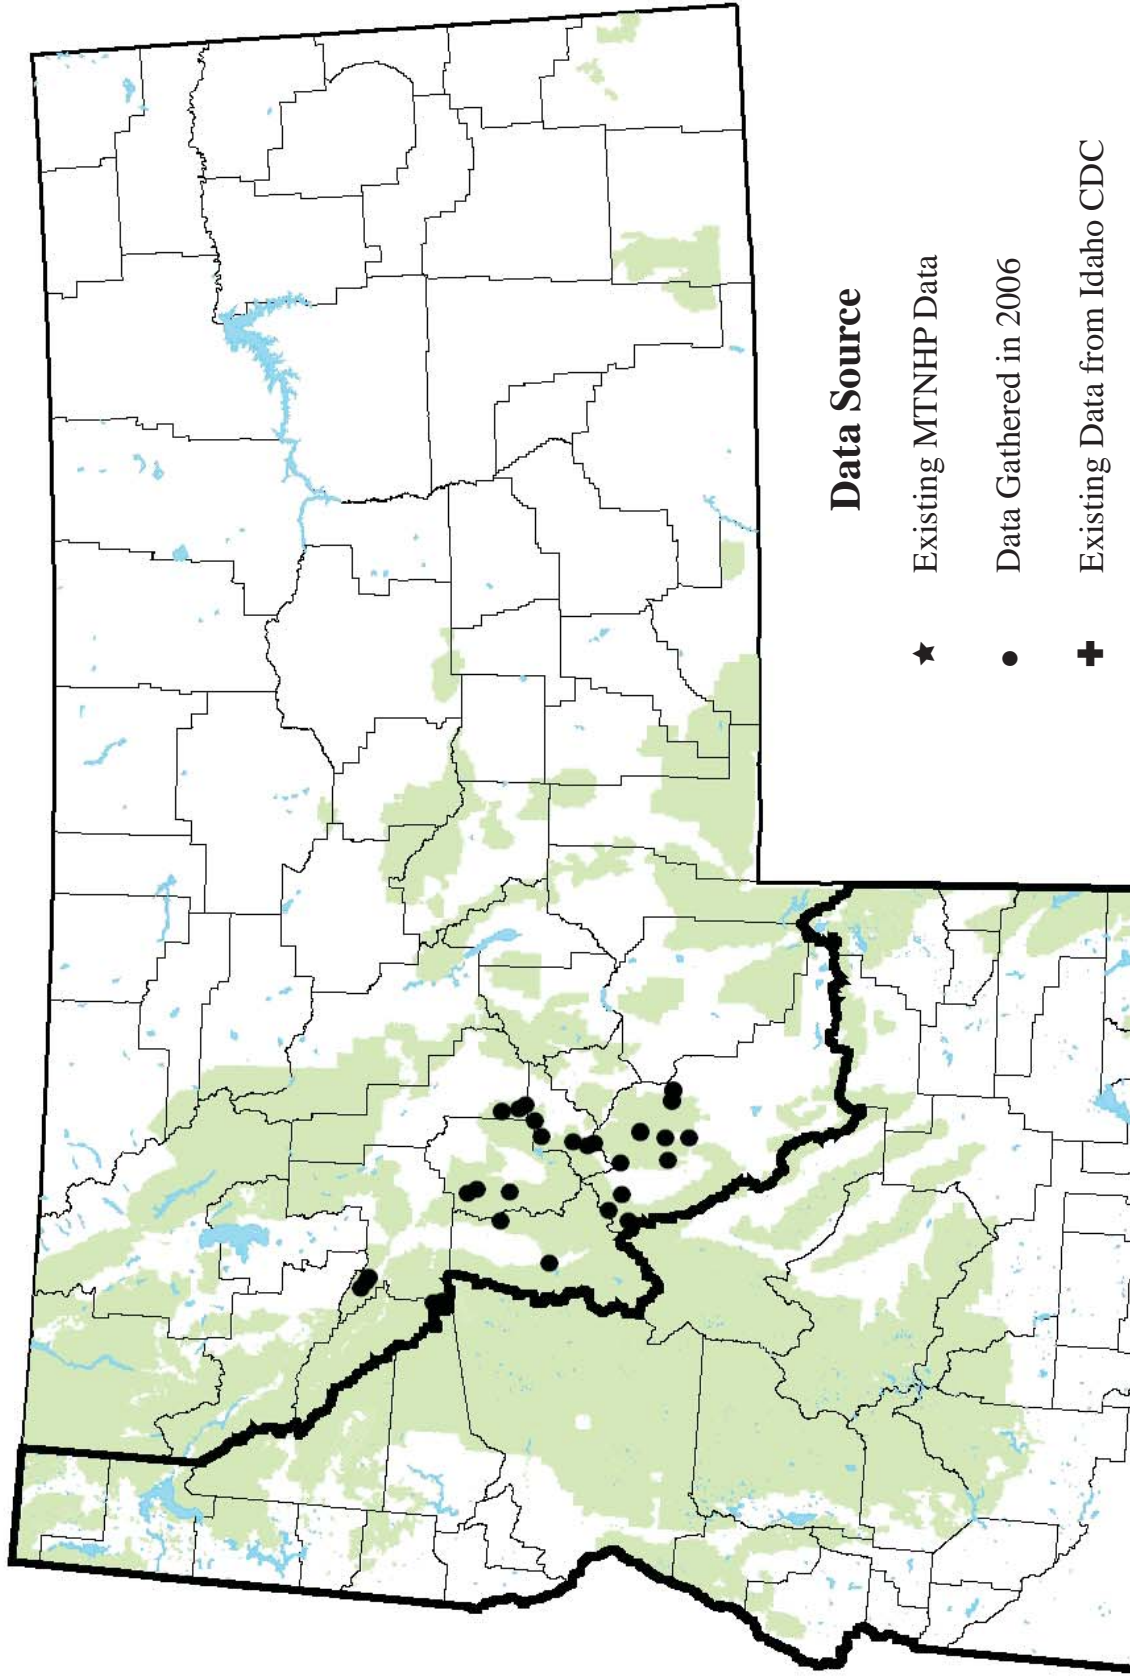 Data Source
Existing MTNHP Data
Data Gathered in 2006
Existing Data from Idaho CDC